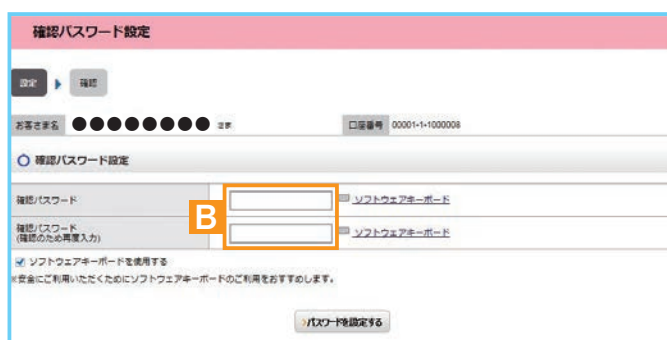 確認パスワード設定
設定
確認
お客さま名 ●●●●●●●● さま 口座番号 00001-1-1000008
確認パスワード設定
確認パスワード ソフトウェアキーボード
B
確認パスワード
(確認のため再度入力) ソフトウェアキーボード
ソフトウェアキーボードを使用する
※安全にご利用いただくためにソフトウェアキーボードのご利用をおすすめします。
パスワードを設定する